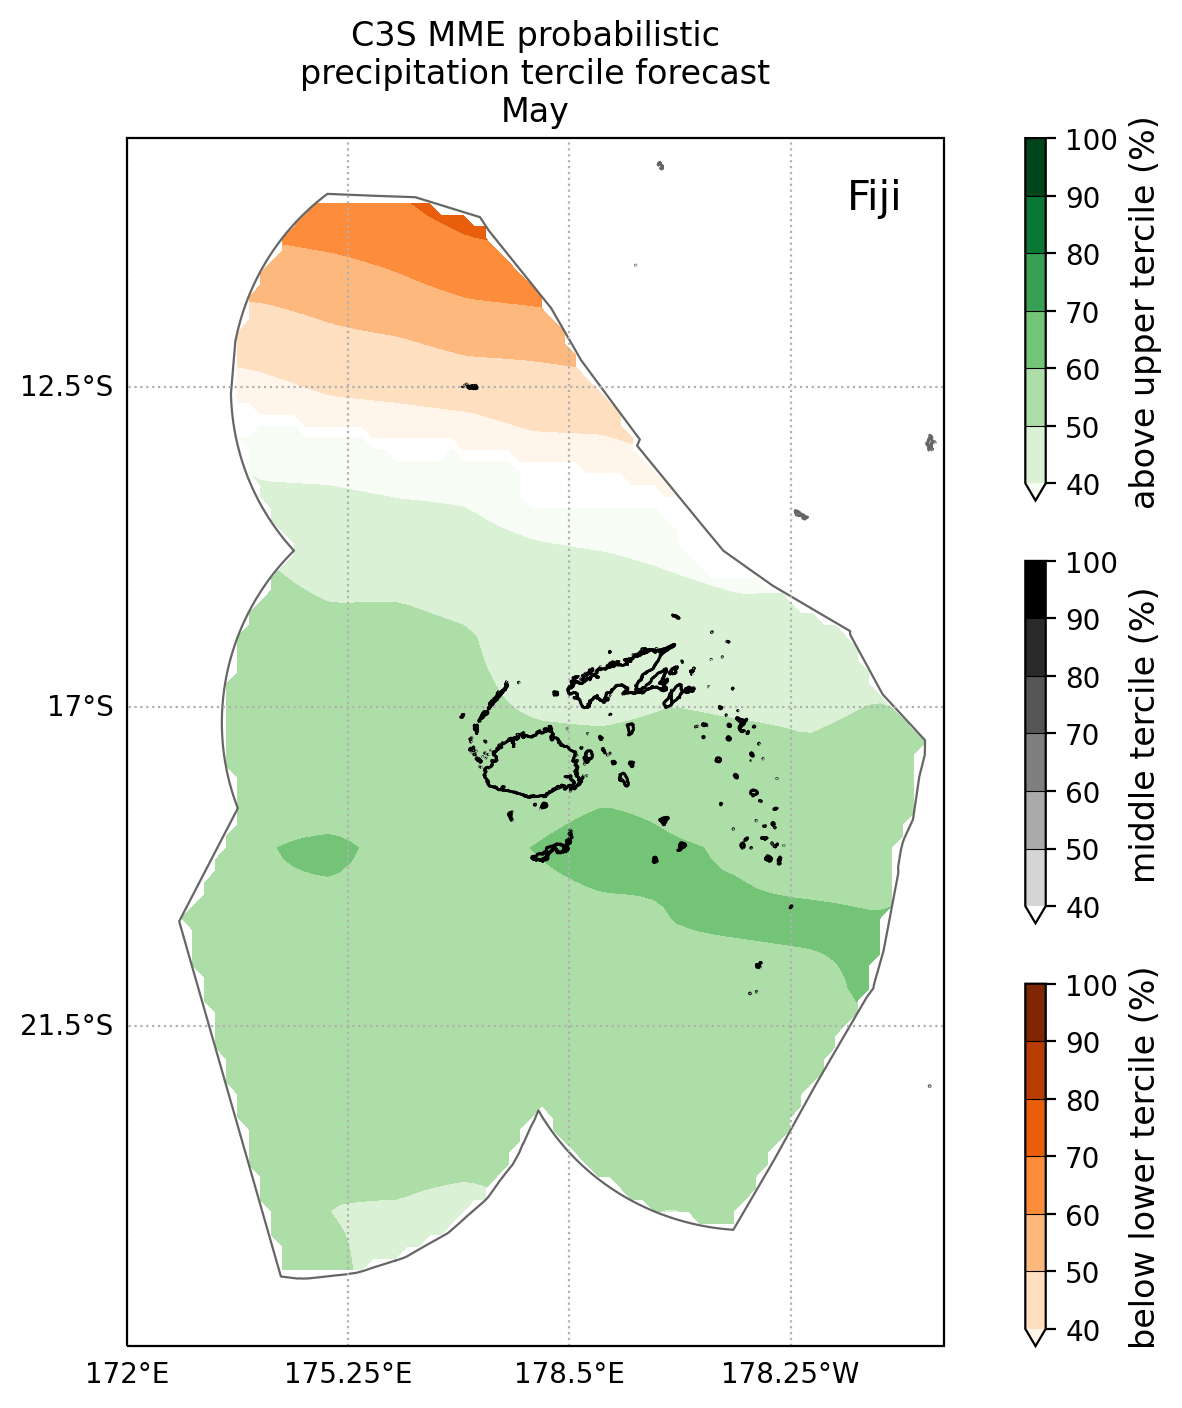 C3S MME probabilistic
precipitation tercile forecast
May
Fiji
12.5°S
17°S
21.5°S
172°E
175.25°E
178.5°E
178.25°W
100
90
80
70
60
50
40
above upper tercile (%)
100
90
80
70
60
50
40
middle tercile (%)
100
90
80
70
60
50
40
below lower tercile (%)